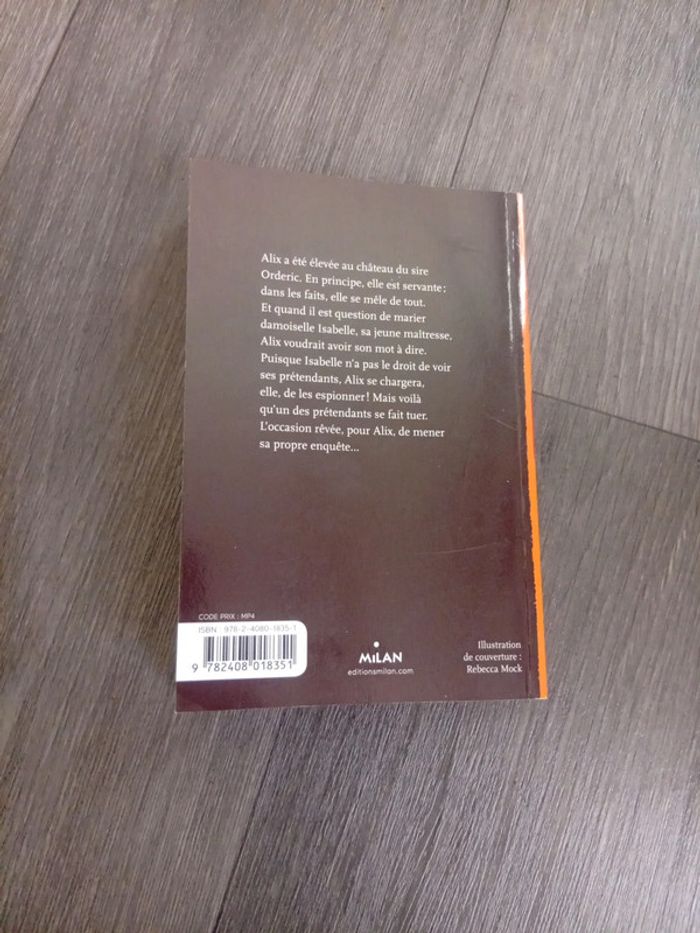 Alix a été élevée au château du sire
Orderic. En principe, elle est servante ;
dans les faits, elle se mêle de tout.
Et quand il est question de marier
damoiselle Isabelle, sa jeune maîtresse,
Alix voudrait avoir son mot à dire.
Puisque Isabelle n'a pas le droit de voir
ses prétendants, Alix se chargera,
elle, de les espionner ! Mais voilà
qu'un des prétendants se fait tuer.
L'occasion rêvée, pour Alix, de mener
sa propre enquête...
CODE PRIX : MP4
ISBN : 978-2-4080-1835-1
9 782408 018351
MiLAN
editionsmilan.com
Illustration
de couverture :
Rebecca Mock